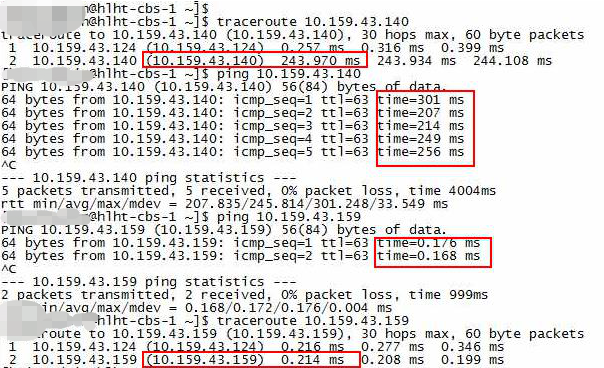 @hlht-cbs-1 ~]$
@hlht-cbs-1 ~]$ traceroute 10.159.43.140
traceroute to 10.159.43.140 (10.159.43.140), 30 hops max, 60 byte packets
1 10.159.43.124 (10.159.43.124) 0.257 ms 0.316 ms 0.399 ms
2 10.159.43.140 (10.159.43.140) 243.970 ms 243.934 ms 244.108 ms
@hlht-cbs-1 ~]$ ping 10.159.43.140
PING 10.159.43.140 (10.159.43.140) 56(84) bytes of data.
64 bytes from 10.159.43.140: icmp_seq=1 ttl=63 time=301 ms
64 bytes from 10.159.43.140: icmp_seq=2 ttl=63 time=207 ms
64 bytes from 10.159.43.140: icmp_seq=3 ttl=63 time=214 ms
64 bytes from 10.159.43.140: icmp_seq=4 ttl=63 time=249 ms
64 bytes from 10.159.43.140: icmp_seq=5 ttl=63 time=256 ms
^C
--- 10.159.43.140 ping statistics ---
5 packets transmitted, 5 received, 0% packet loss, time 4004ms
rtt min/avg/max/mdev = 207.835/245.814/301.248/33.549 ms
@hlht-cbs-1 ~]$ ping 10.159.43.159
PING 10.159.43.159 (10.159.43.159) 56(84) bytes of data.
64 bytes from 10.159.43.159: icmp_seq=1 ttl=63 time=0.176 ms
64 bytes from 10.159.43.159: icmp_seq=2 ttl=63 time=0.168 ms
^C
--- 10.159.43.159 ping statistics ---
2 packets transmitted, 2 received, 0% packet loss, time 999ms
min/avg/max/mdev = 0.168/0.172/0.176/0.004 ms
@hlht-cbs-1 ~]$ traceroute 10.159.43.159
route to 10.159.43.159 (10.159.43.159), 30 hops max, 60 byte packets
1 10.159.43.124 (10.159.43.124) 0.216 ms 0.277 ms 0.346 ms
2 10.159.43.159 (10.159.43.159) 0.214 ms 0.208 ms 0.199 ms